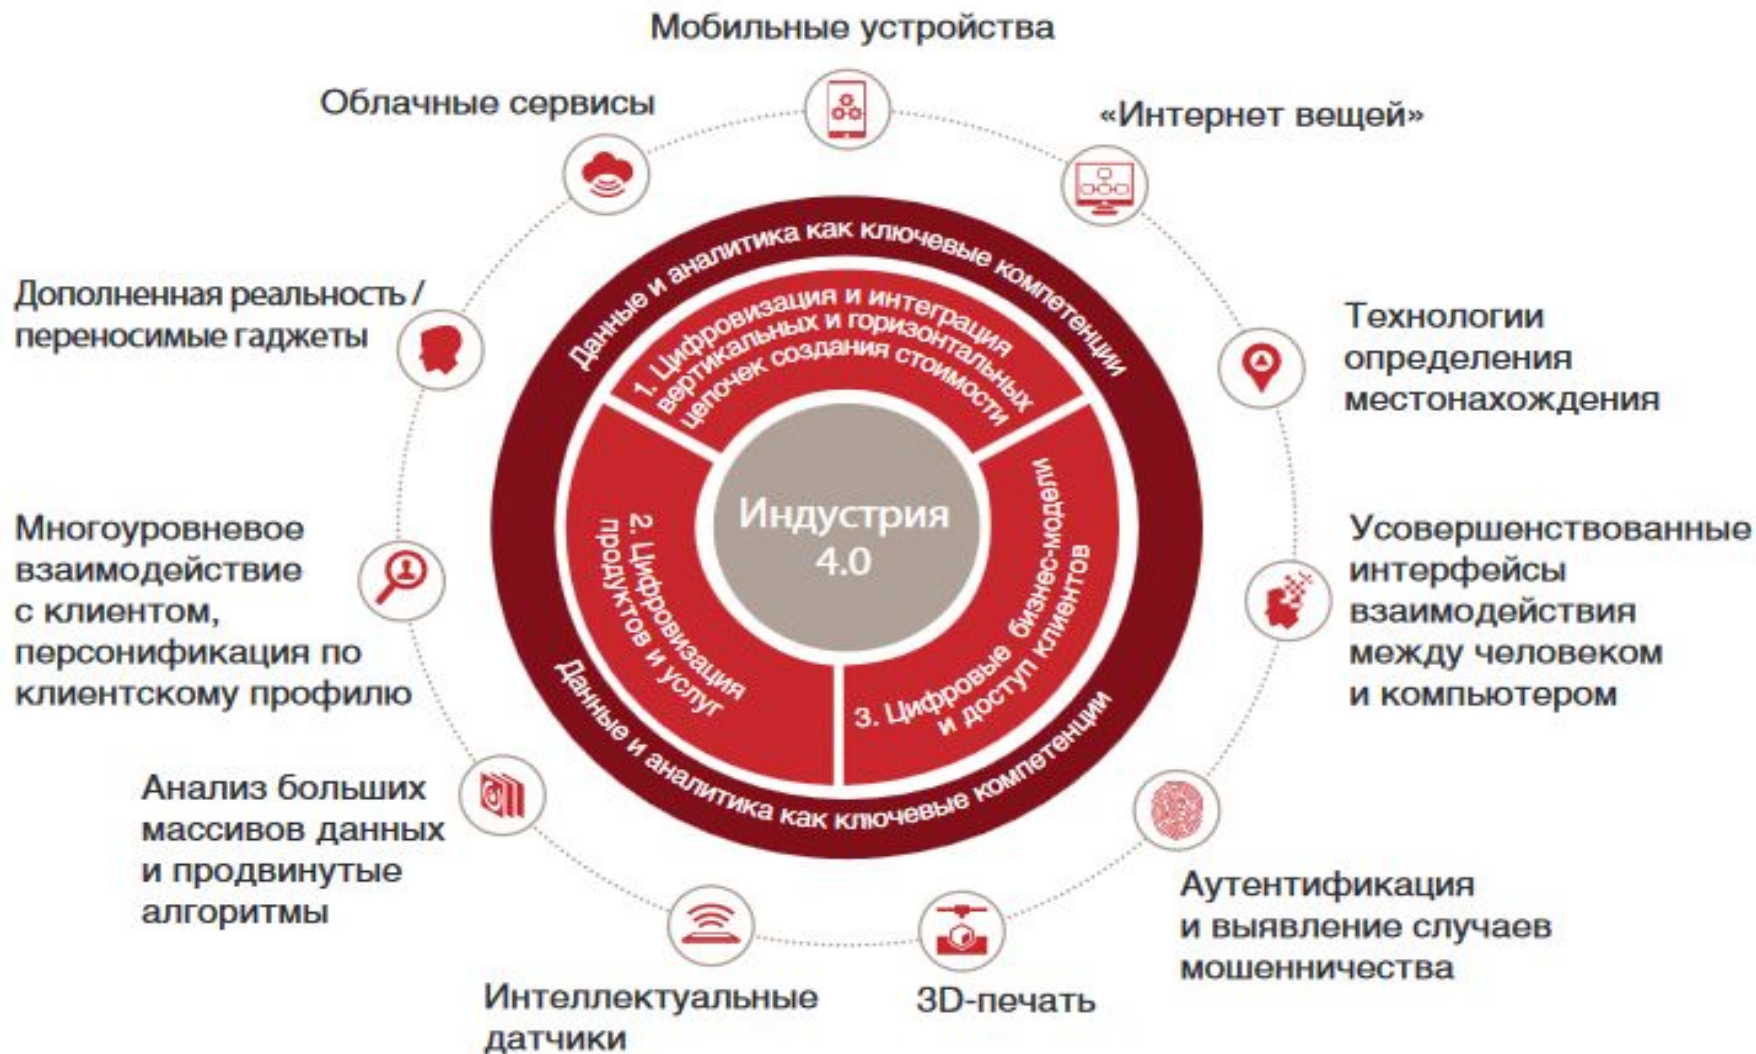 Мобильные устройства
Облачные сервисы
«Интернет вещей»
Дополненная реальность /
переносимые гаджеты
Технологии
определения
местонахождения
Данные и аналитика как ключевые компетенции
1. Цифровизация и интеграция
вертикальных и горизонтальных
цепочек создания стоимости
Индустрия
4.0
2. Цифровизация
продуктов и услуг
3. Цифровые бизнес-модели
и доступ клиентов
Данные и аналитика как ключевые компетенции
Многоуровневое
взаимодействие
с клиентом,
персонификация по
клиентскому профилю
Усовершенствованные
интерфейсы
взаимодействия
между человеком
и компьютером
Анализ больших
массивов данных
и продвинутые
алгоритмы
Аутентификация
и выявление случаев
мошенничества
Интеллектуальные
датчики
3D-печать